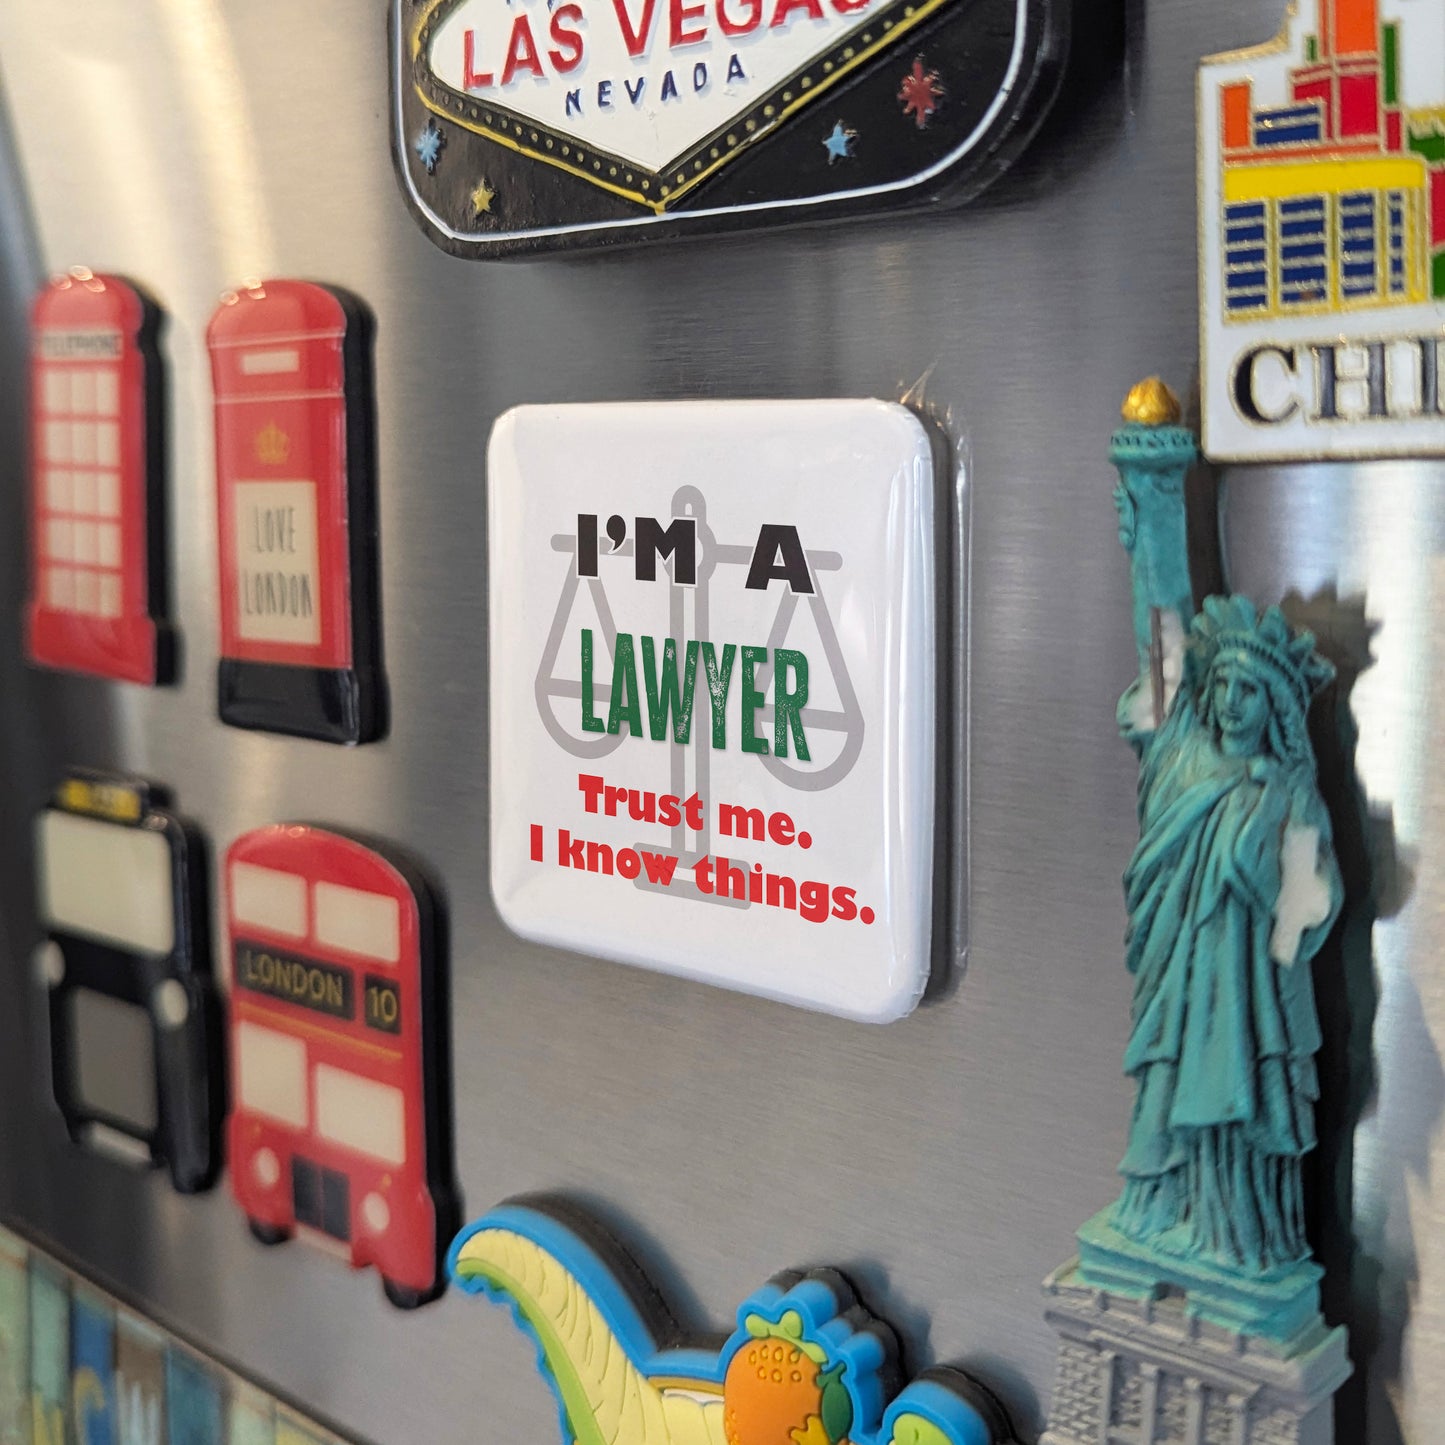 LAS VEGAS
NEVADA
TELEPHONE
LOVE
LONDON
CHI
I'M A
LAWYER
Trust me.
I know things.
LONDON 10